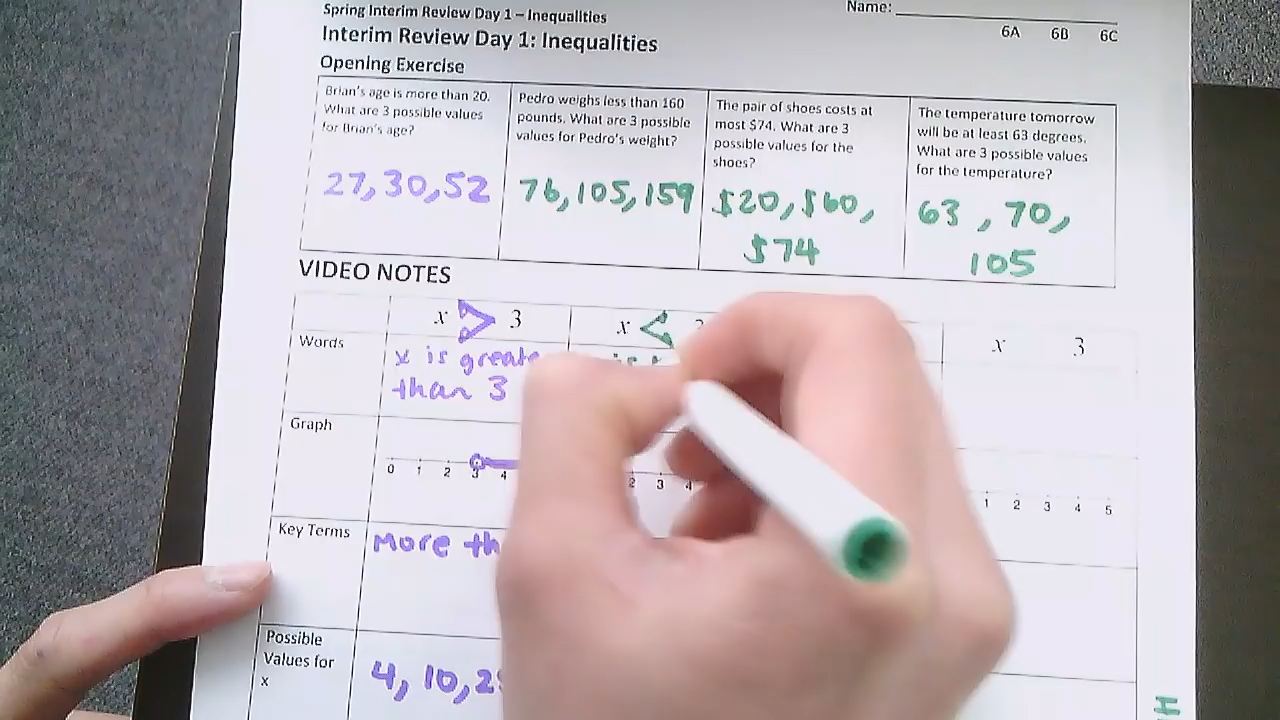 Spring Interim Review Day 1 – Inequalities
Name:
6A 6B 6C
Interim Review Day 1: Inequalities
Opening Exercise
Brian's age is more than 20.
What are 3 possible values
for Brian's age?
27, 30, 52
Pedro weighs less than 160
pounds. What are 3 possible
values for Pedro's weight?
76, 105, 159
The pair of shoes costs at
most $74. What are 3
possible values for the
shoes?
$20, $60,
$74
The temperature tomorrow
will be at least 63 degrees.
What are 3 possible values
for the temperature?
63, 70,
105
VIDEO NOTES
x > 3
x <
x 3
Words
x is
than 3
Graph
0 1 2 3 4
2 3 4
1 2 3 4 5
Key Terms
More
Possible
Values for
x
4, 10,